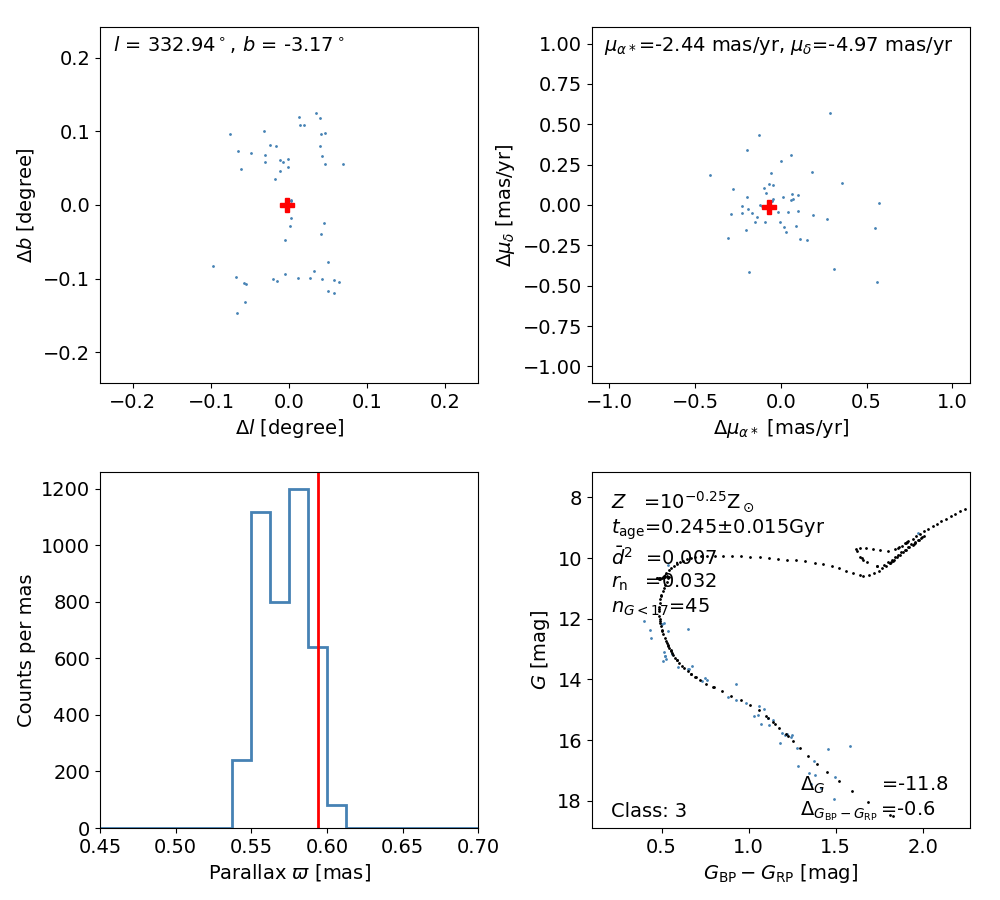 l = 332.94°, b = -3.17°
0.2
0.1
0.0
−0.1
−0.2
Δb [degree]
−0.2 −0.1 0.0 0.1 0.2
Δl [degree]
μα*=-2.44 mas/yr, μδ=-4.97 mas/yr
1.00
0.75
0.50
0.25
0.00
−0.25
−0.50
−0.75
−1.00
Δμδ [mas/yr]
−1.0 −0.5 0.0 0.5 1.0
Δμα* [mas/yr]
1200
1000
800
600
400
200
0
Counts per mas
0.45 0.50 0.55 0.60 0.65 0.70
Parallax ϖ [mas]
8
10
12
14
16
18
G [mag]
Z =10^−0.25 Z⊙
t_age=0.245±0.015Gyr
d̄² =0.007
r_n =0.032
n_G<17=45
Δ_G =-11.8
Δ_GBP−GRP =-0.6
Class: 3
0.5 1.0 1.5 2.0
G_BP − G_RP [mag]